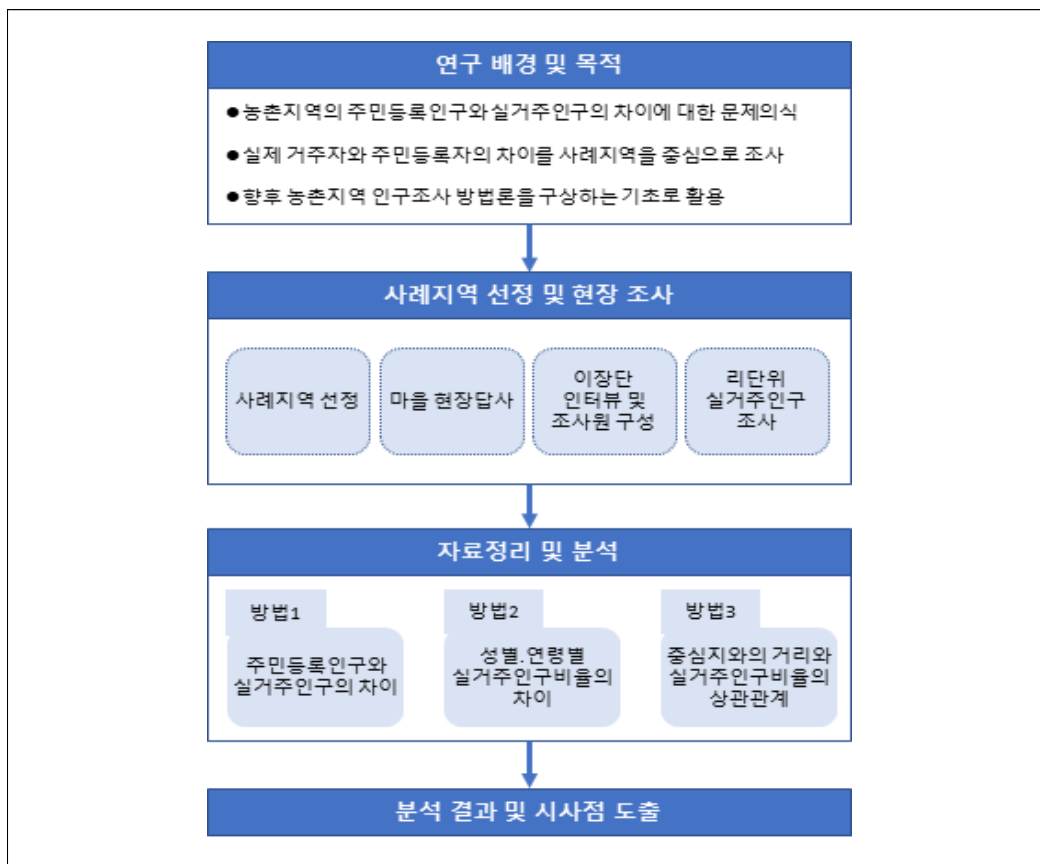 연구 배경 및 목적
●농촌지역의 주민등록인구와 실거주인구의 차이에 대한 문제의식
●실제 거주자와 주민등록자의 차이를 사례지역을 중심으로 조사
●향후 농촌지역 인구조사 방법론을 구상하는 기초로 활용
사례지역 선정 및 현장 조사
사례지역 선정
마을 현장답사
이장단
인터뷰 및
조사원 구성
리단위
실거주인구
조사
자료정리 및 분석
방법1
주민등록인구와
실거주인구의 차이
방법2
성별.연령별
실거주인구비율의
차이
방법3
중심지와의 거리와
실거주인구비율의
상관관계
분석 결과 및 시사점 도출